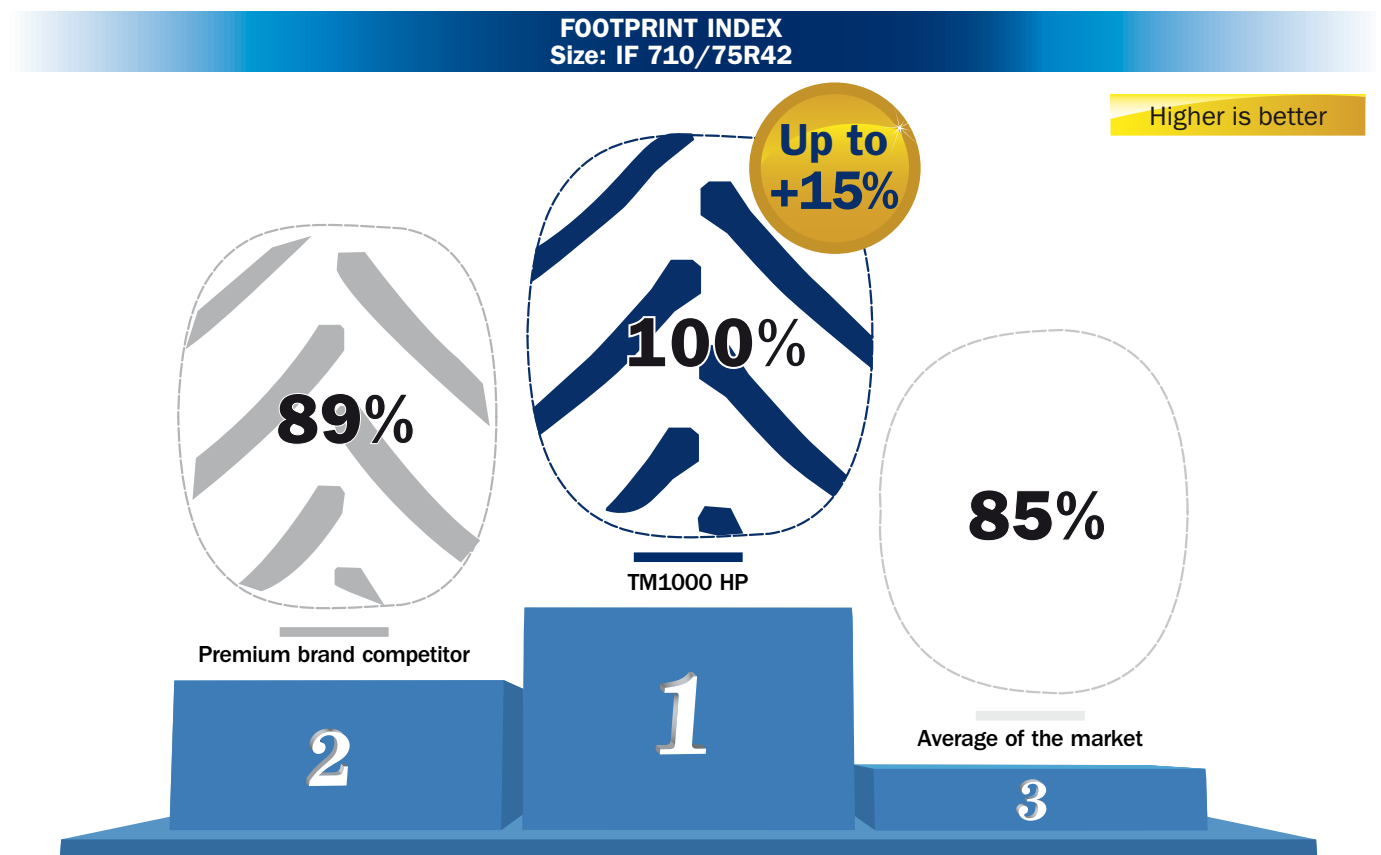 FOOTPRINT INDEX
Size: IF 710/75R42
Higher is better
Up to
+15%
100%
89%
85%
TM1000 HP
Premium brand competitor
Average of the market
1
2
3